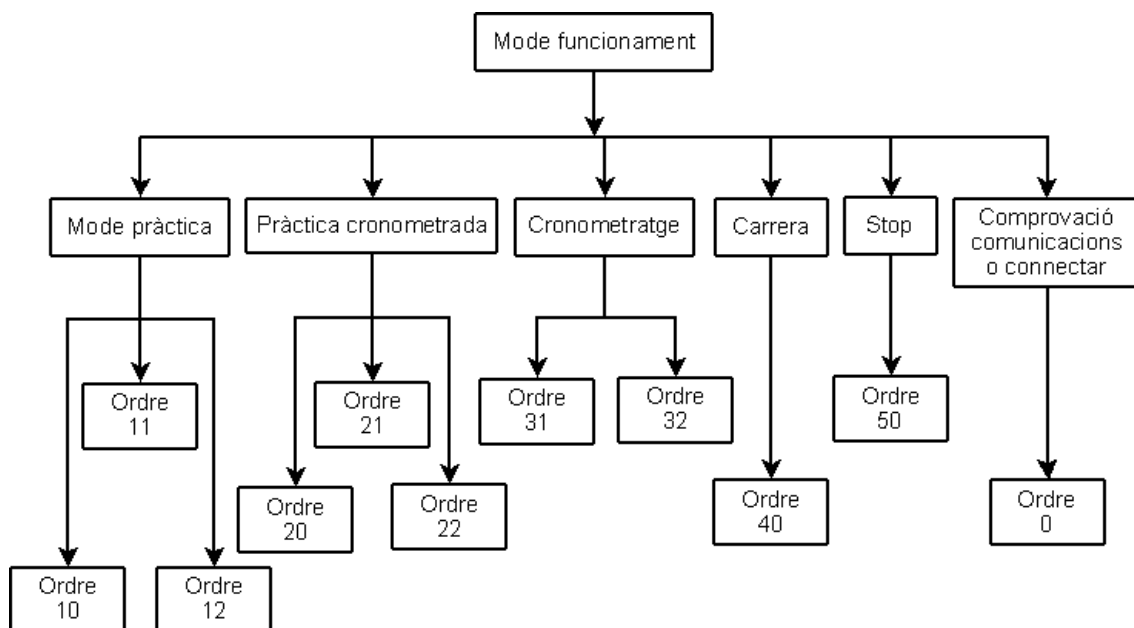 Mode funcionament
Mode pràctica
Pràctica cronometrada
Cronometratge
Carrera
Stop
Comprovació
comunicacions
o connectar
Ordre
11
Ordre
21
Ordre
31
Ordre
32
Ordre
50
Ordre
20
Ordre
22
Ordre
40
Ordre
0
Ordre
10
Ordre
12